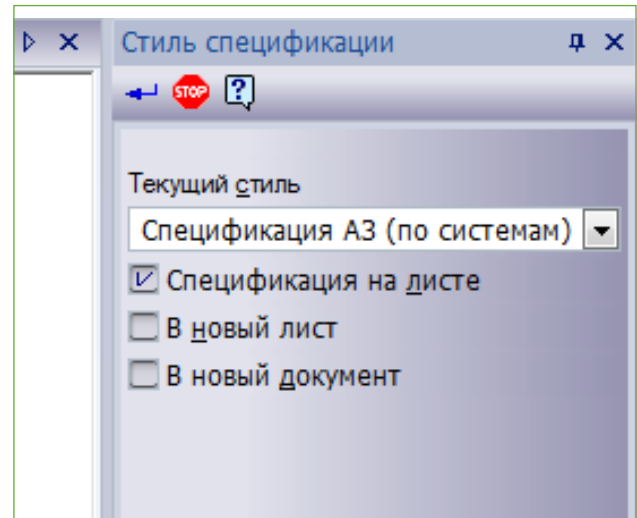 Стиль спецификации
STOP
?
Текущий стиль
Спецификация А3 (по системам)
Спецификация на листе
В новый лист
В новый документ